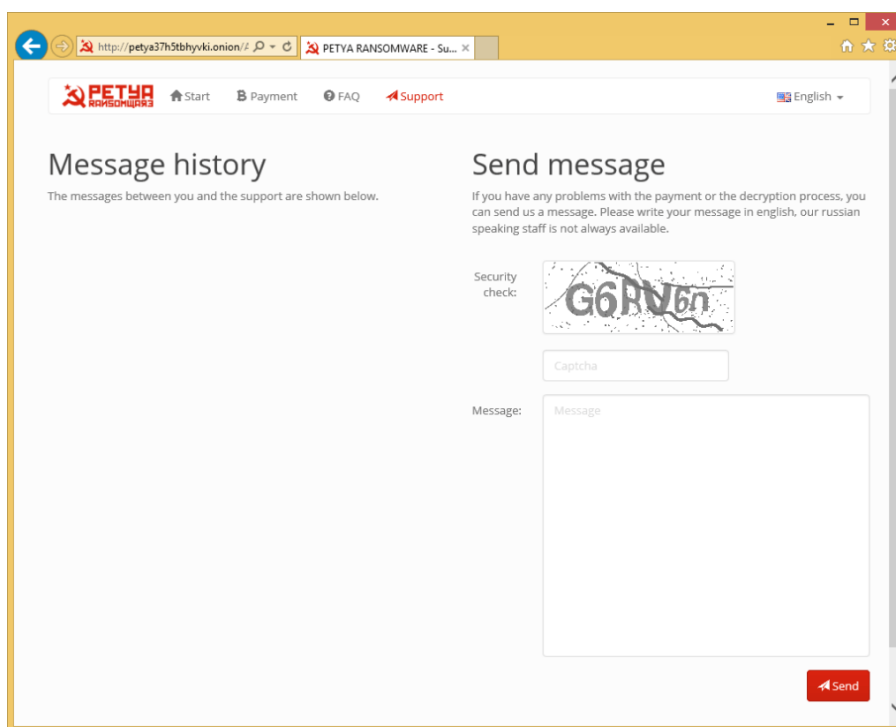 http://petya37h5tbhyvki.onion/
PETYA RANSOMWARE - Su...
PETYA
RANSOMWARE
Start
Payment
FAQ
Support
English
Message history
The messages between you and the support are shown below.
Send message
If you have any problems with the payment or the decryption process, you
can send us a message. Please write your message in english, our russian
speaking staff is not always available.
Security
check:
G6RV6n
Captcha
Message:
Message
Send